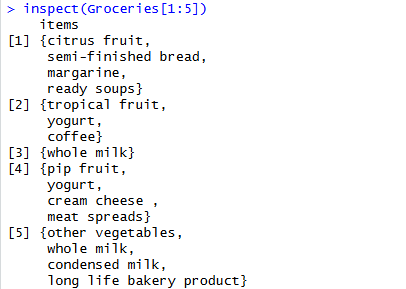 > inspect(Groceries[1:5])
    items
[1] {citrus fruit,
     semi-finished bread,
     margarine,
     ready soups}
[2] {tropical fruit,
     yogurt,
     coffee}
[3] {whole milk}
[4] {pip fruit,
     yogurt,
     cream cheese ,
     meat spreads}
[5] {other vegetables,
     whole milk,
     condensed milk,
     long life bakery product}